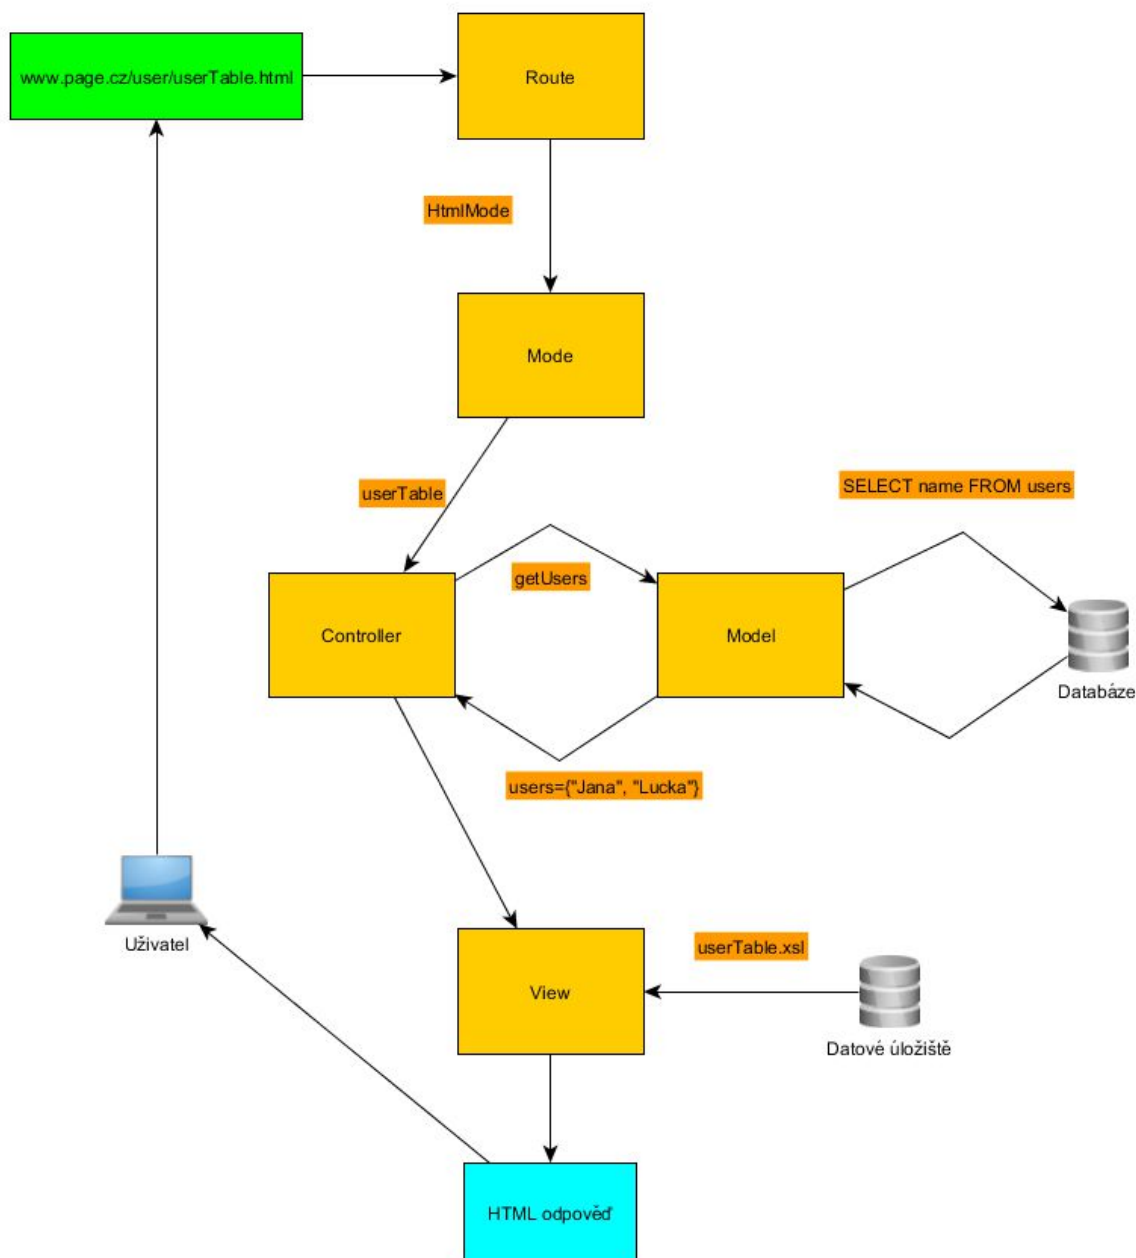 www.page.cz/user/userTable.html
Route
HtmlMode
Mode
userTable
SELECT name FROM users
getUsers
Controller
Model
Databáze
users={"Jana", "Lucka"}
Uživatel
userTable.xsl
View
Datové úložiště
HTML odpověď